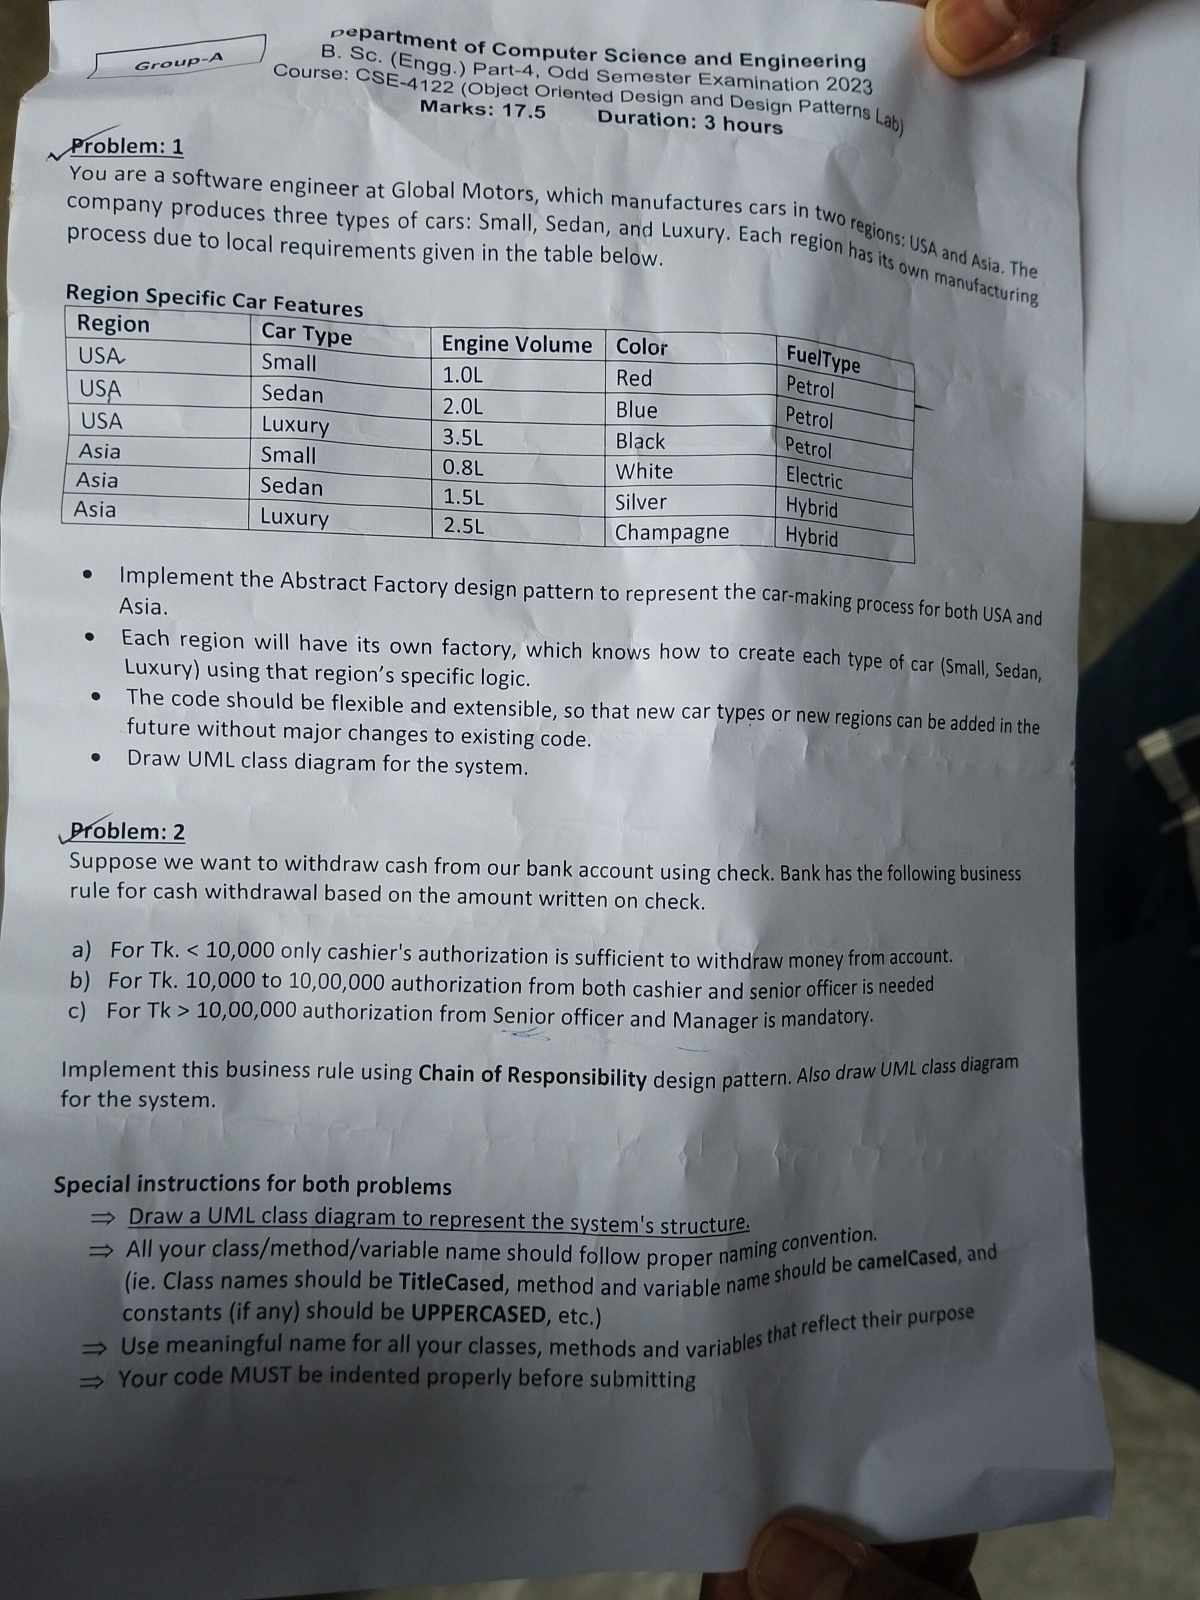 Group-A
Department of Computer Science and Engineering
B. Sc. (Engg.) Part-4, Odd Semester Examination 2023
Course: CSE-4122 (Object Oriented Design and Design Patterns Lab)
Marks: 17.5 Duration: 3 hours
Problem: 1
You are a software engineer at Global Motors, which manufactures cars in two regions: USA and Asia. The
company produces three types of cars: Small, Sedan, and Luxury. Each region has its own manufacturing
process due to local requirements given in the table below.
Region Specific Car Features
Region Car Type Engine Volume Color FuelType
USA Small 1.0L Red Petrol
USA Sedan 2.0L Blue Petrol
USA Luxury 3.5L Black Petrol
Asia Small 0.8L White Electric
Asia Sedan 1.5L Silver Hybrid
Asia Luxury 2.5L Champagne Hybrid
• Implement the Abstract Factory design pattern to represent the car-making process for both USA and
Asia.
• Each region will have its own factory, which knows how to create each type of car (Small, Sedan,
Luxury) using that region's specific logic.
• The code should be flexible and extensible, so that new car types or new regions can be added in the
future without major changes to existing code.
• Draw UML class diagram for the system.
Problem: 2
Suppose we want to withdraw cash from our bank account using check. Bank has the following business
rule for cash withdrawal based on the amount written on check.
a) For Tk. < 10,000 only cashier's authorization is sufficient to withdraw money from account.
b) For Tk. 10,000 to 10,00,000 authorization from both cashier and senior officer is needed
c) For Tk > 10,00,000 authorization from Senior officer and Manager is mandatory.
Implement this business rule using Chain of Responsibility design pattern. Also draw UML class diagram
for the system.
Special instructions for both problems
⇒ Draw a UML class diagram to represent the system's structure.
⇒ All your class/method/variable name should follow proper naming convention.
(ie. Class names should be TitleCased, method and variable name should be camelCased, and
constants (if any) should be UPPERCASED, etc.)
⇒ Use meaningful name for all your classes, methods and variables that reflect their purpose
⇒ Your code MUST be indented properly before submitting